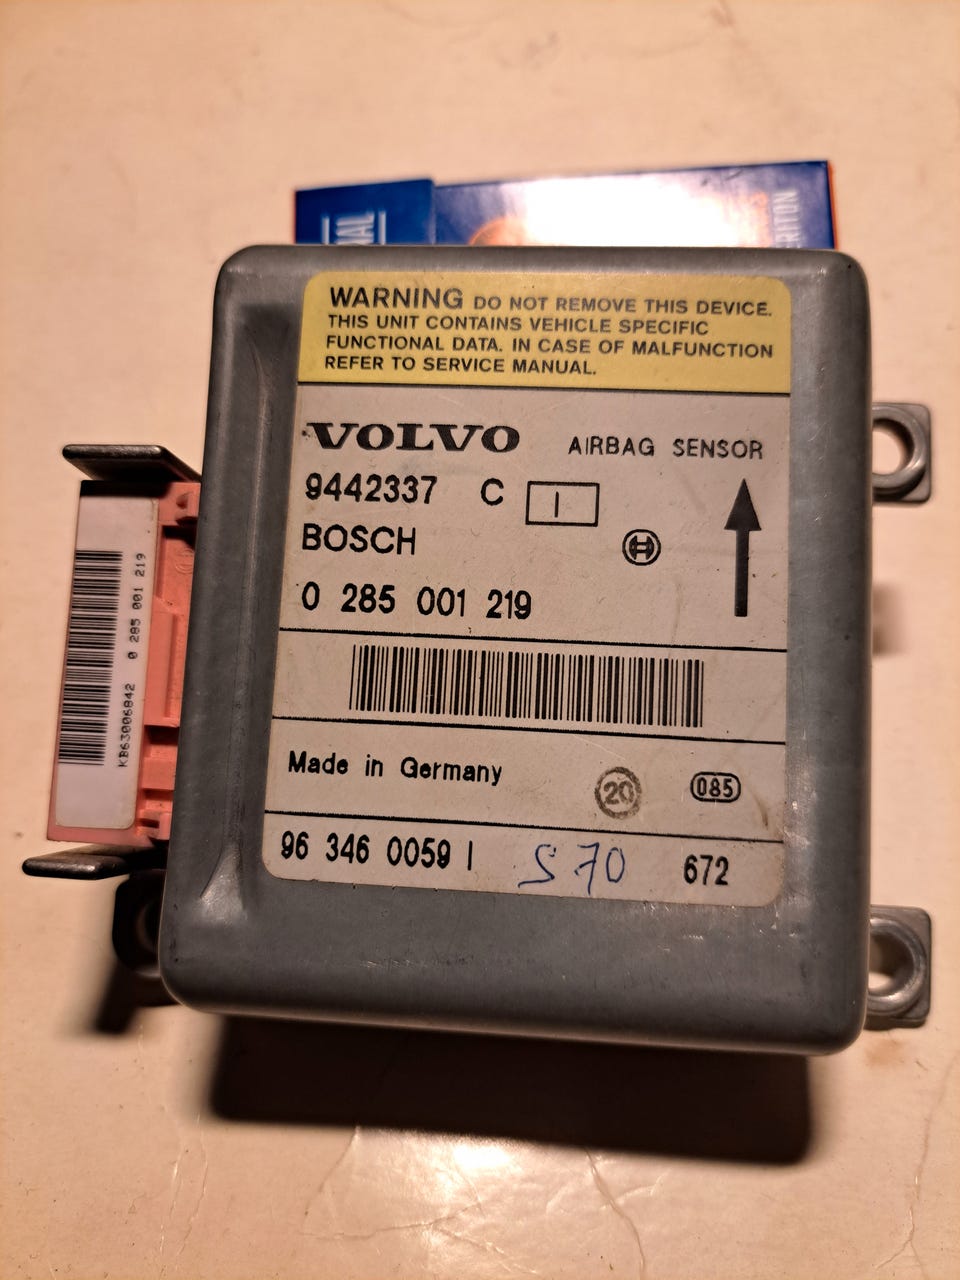 WARNING DO NOT REMOVE THIS DEVICE.
THIS UNIT CONTAINS VEHICLE SPECIFIC
FUNCTIONAL DATA. IN CASE OF MALFUNCTION
REFER TO SERVICE MANUAL.
VOLVO AIRBAG SENSOR
9442337 C I
BOSCH
0 285 001 219
Made in Germany 20 085
96 346 0059 I S70 672
KB63006842 0 285 001 219